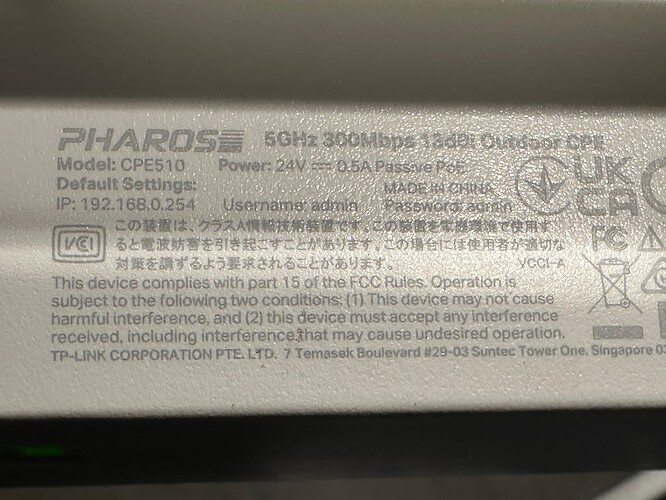 PHAROS 5GHz 300Mbps 13dBi Outdoor CPE
Model: CPE510 Power: 24V ⎓ 0.5A Passive PoE
Default Settings: MADE IN CHINA
IP: 192.168.0.254 Username: admin Password: admin
UK
CA
FC
VCCI
この装置は、クラスA情報技術装置です。この装置を家庭環境で使用す
ると電波妨害を引き起こすことがあります。この場合には使用者が適切な
対策を講ずるよう要求されることがあります。 VCCI-A
This device complies with part 15 of the FCC Rules. Operation is
subject to the following two conditions: (1) This device may not cause
harmful interference, and (2) this device must accept any interference
received, including interference that may cause undesired operation.
TP-LINK CORPORATION PTE. LTD. 7 Temasek Boulevard #29-03 Suntec Tower One, Singapore 03